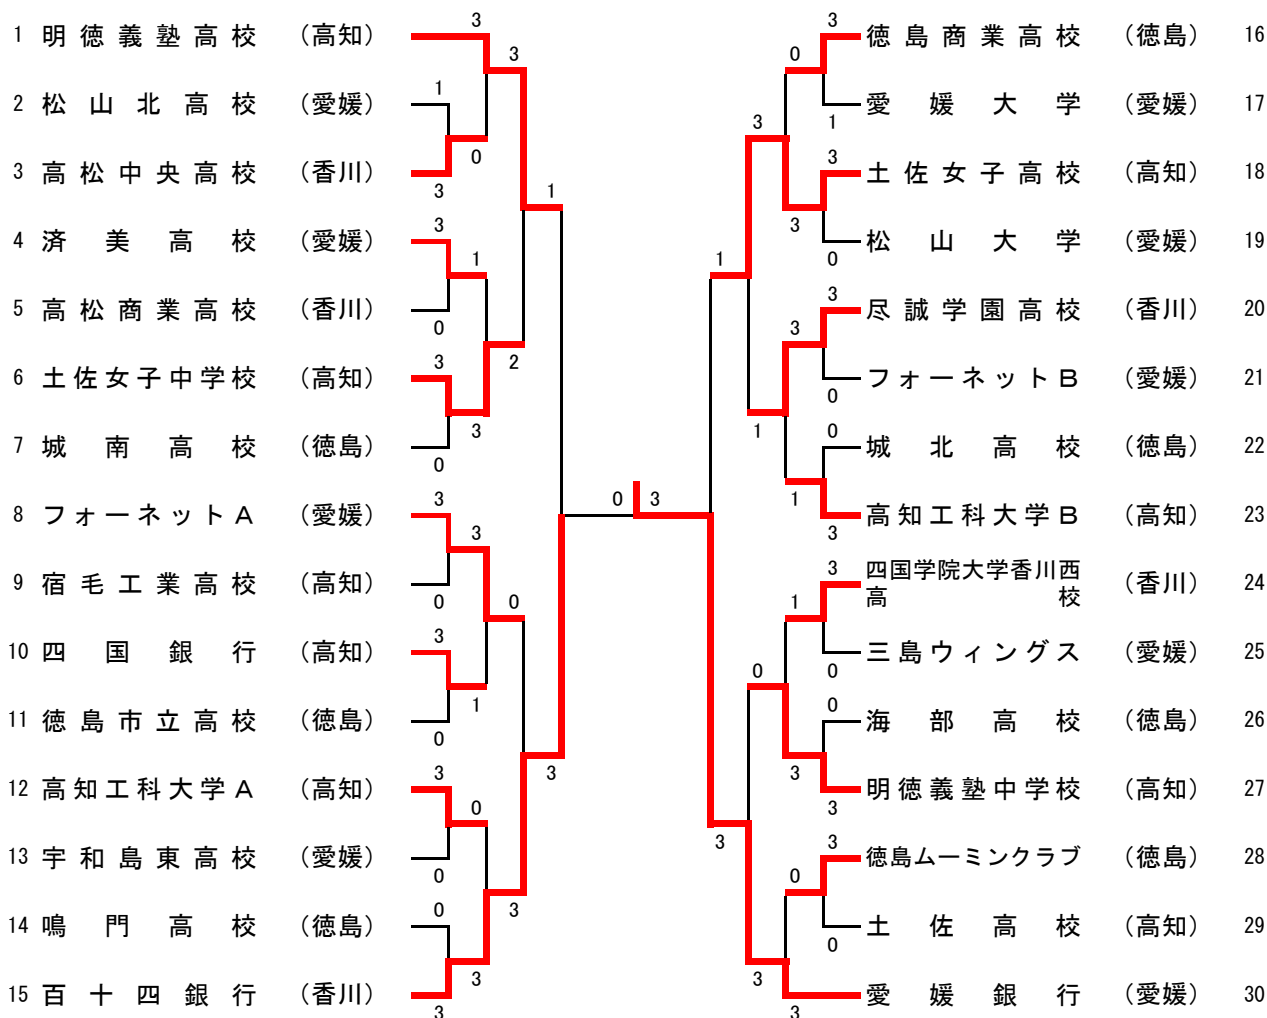 1 明徳義塾高校 （高知）
2 松山北高校 （愛媛）
3 高松中央高校 （香川）
4 済美高校 （愛媛）
5 高松商業高校 （香川）
6 土佐女子中学校 （高知）
7 城南高校 （徳島）
8 フォーネットA （愛媛）
9 宿毛工業高校 （高知）
10 四国銀行 （高知）
11 徳島市立高校 （徳島）
12 高知工科大学A （高知）
13 宇和島東高校 （愛媛）
14 鳴門高校 （徳島）
15 百十四銀行 （香川）
3
1
3
3
0
3
0
3
0
3
0
3
0
0
3
0
1
3
3
1
0
3
3
2
0
3
1
3
0
3
1
3
3
1
0
3
0
3
1
1
3
0
3
3
1
3
0
3
0
0
3
3
0
0
3
3
0
3
徳島商業高校 （徳島） 16
愛媛大学 （愛媛） 17
土佐女子高校 （高知） 18
松山大学 （愛媛） 19
尽誠学園高校 （香川） 20
フォーネットB （愛媛） 21
城北高校 （徳島） 22
高知工科大学B （高知） 23
四国学院大学香川西
高校 （香川） 24
三島ウィングス （愛媛） 25
海部高校 （徳島） 26
明徳義塾中学校 （高知） 27
徳島ムーミンクラブ （徳島） 28
土佐高校 （高知） 29
愛媛銀行 （愛媛） 30